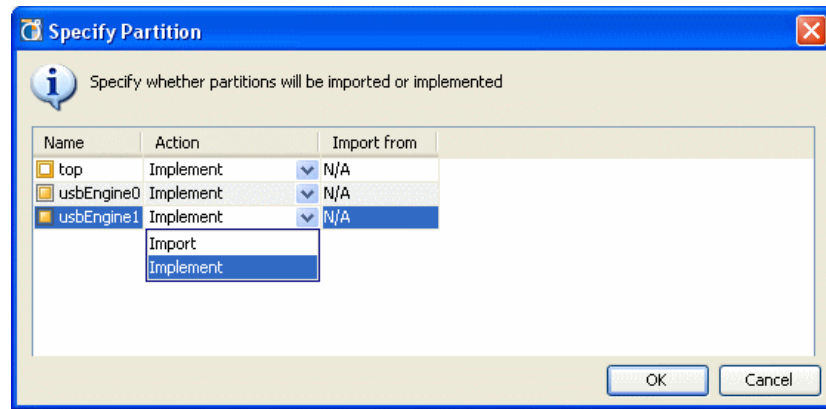 Specify Partition
Specify whether partitions will be imported or implemented
Name Action Import from
top Implement N/A
usbEngine0 Implement N/A
usbEngine1 Implement N/A
Import
Implement
OK Cancel